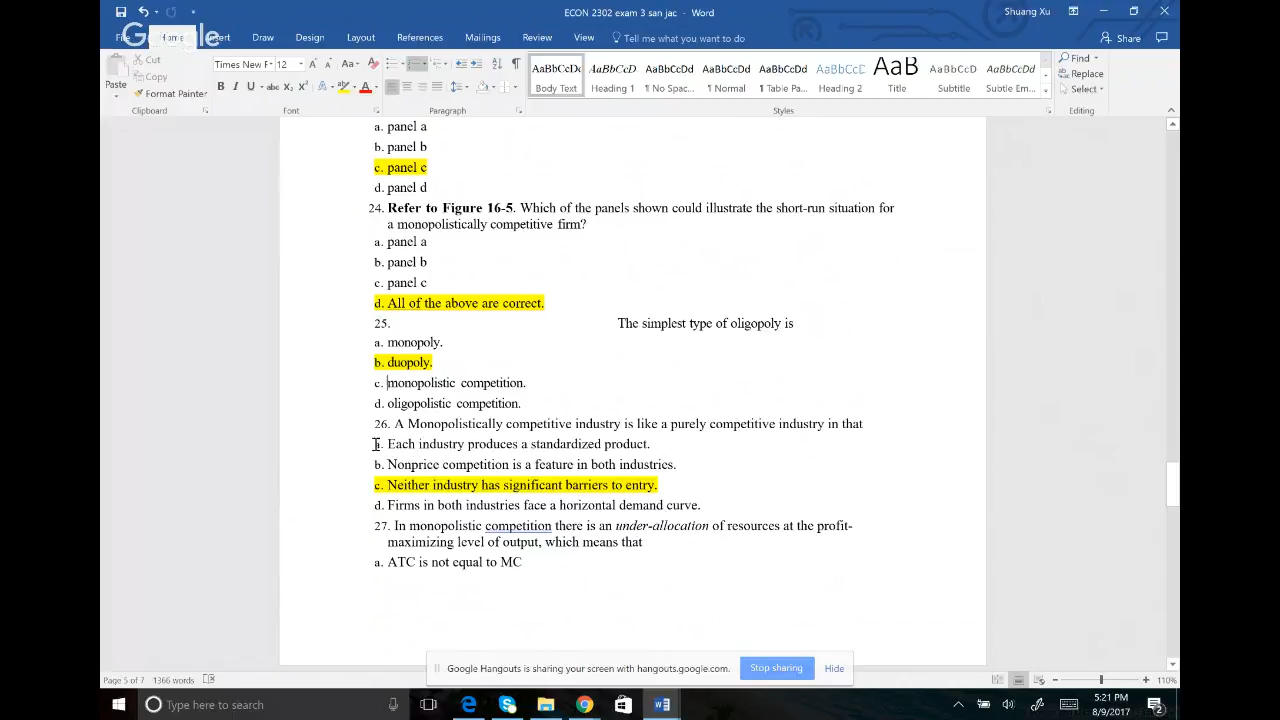 ECON 2302 exam 3 san jac - Word
Shuang Xu
Google
Home Draw Design Layout References Mailings Review View Tell me what you want to do Share
Paste
Cut
Copy
Format Painter
Clipboard
Times New F 12
Font
Paragraph
AaBbCcDc AaBbCcDd AaBbCcDd AaBbCcDd AaBbCcDd AaBbCcDd AaB AaBbCcDd AaBbCcDd
Body Text Heading 1 ¶ No Spac... ¶ Normal ¶ Table Pa... Heading 2 Title Subtitle Subtle Em...
Styles
Find
Replace
Select
Editing
a. panel a
b. panel b
c. panel c
d. panel d
24. Refer to Figure 16-5. Which of the panels shown could illustrate the short-run situation for
a monopolistically competitive firm?
a. panel a
b. panel b
c. panel c
d. All of the above are correct.
25. The simplest type of oligopoly is
a. monopoly.
b. duopoly.
c. monopolistic competition.
d. oligopolistic competition.
26. A Monopolistically competitive industry is like a purely competitive industry in that
a. Each industry produces a standardized product.
b. Nonprice competition is a feature in both industries.
c. Neither industry has significant barriers to entry.
d. Firms in both industries face a horizontal demand curve.
27. In monopolistic competition there is an under-allocation of resources at the profit-
maximizing level of output, which means that
a. ATC is not equal to MC
Google Hangouts is sharing your screen with hangouts.google.com. Stop sharing Hide
Page 5 of 7 1366 words
110%
Type here to search
5:21 PM
8/9/2017
2